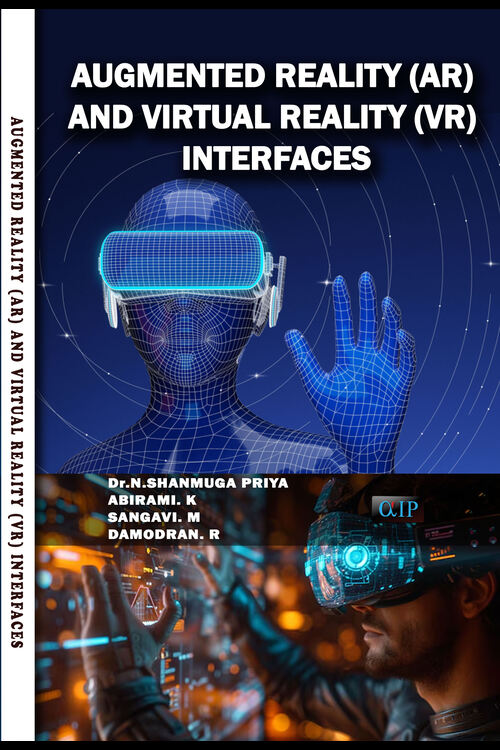 AUGMENTED REALITY (AR)
AND VIRTUAL REALITY (VR)
INTERFACES
AUGMENTED REALITY (AR) AND VIRTUAL REALITY (VR) INTERFACES
Dr.N.SHANMUGA PRIYA
ABIRAMI. K
SANGAVI. M
DAMODRAN. R
αIP